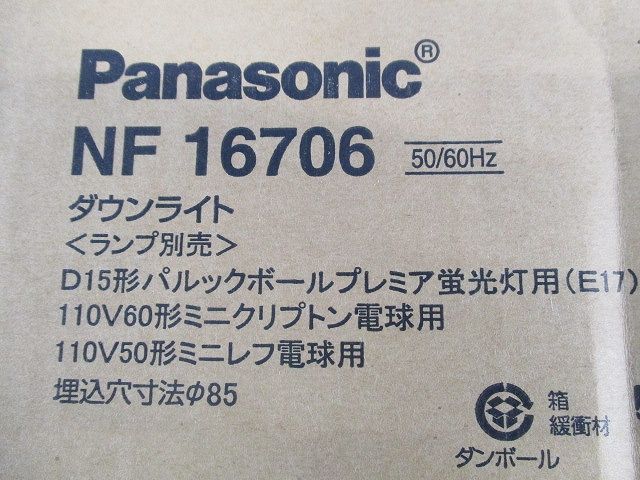 Panasonic®
NF 16706 50/60Hz
ダウンライト
<ランプ別売>
D15形パルックボールプレミア蛍光灯用(E17)
110V60形ミニクリプトン電球用
110V50形ミニレフ電球用
埋込穴寸法φ85
箱
緩衝材
ダンボール